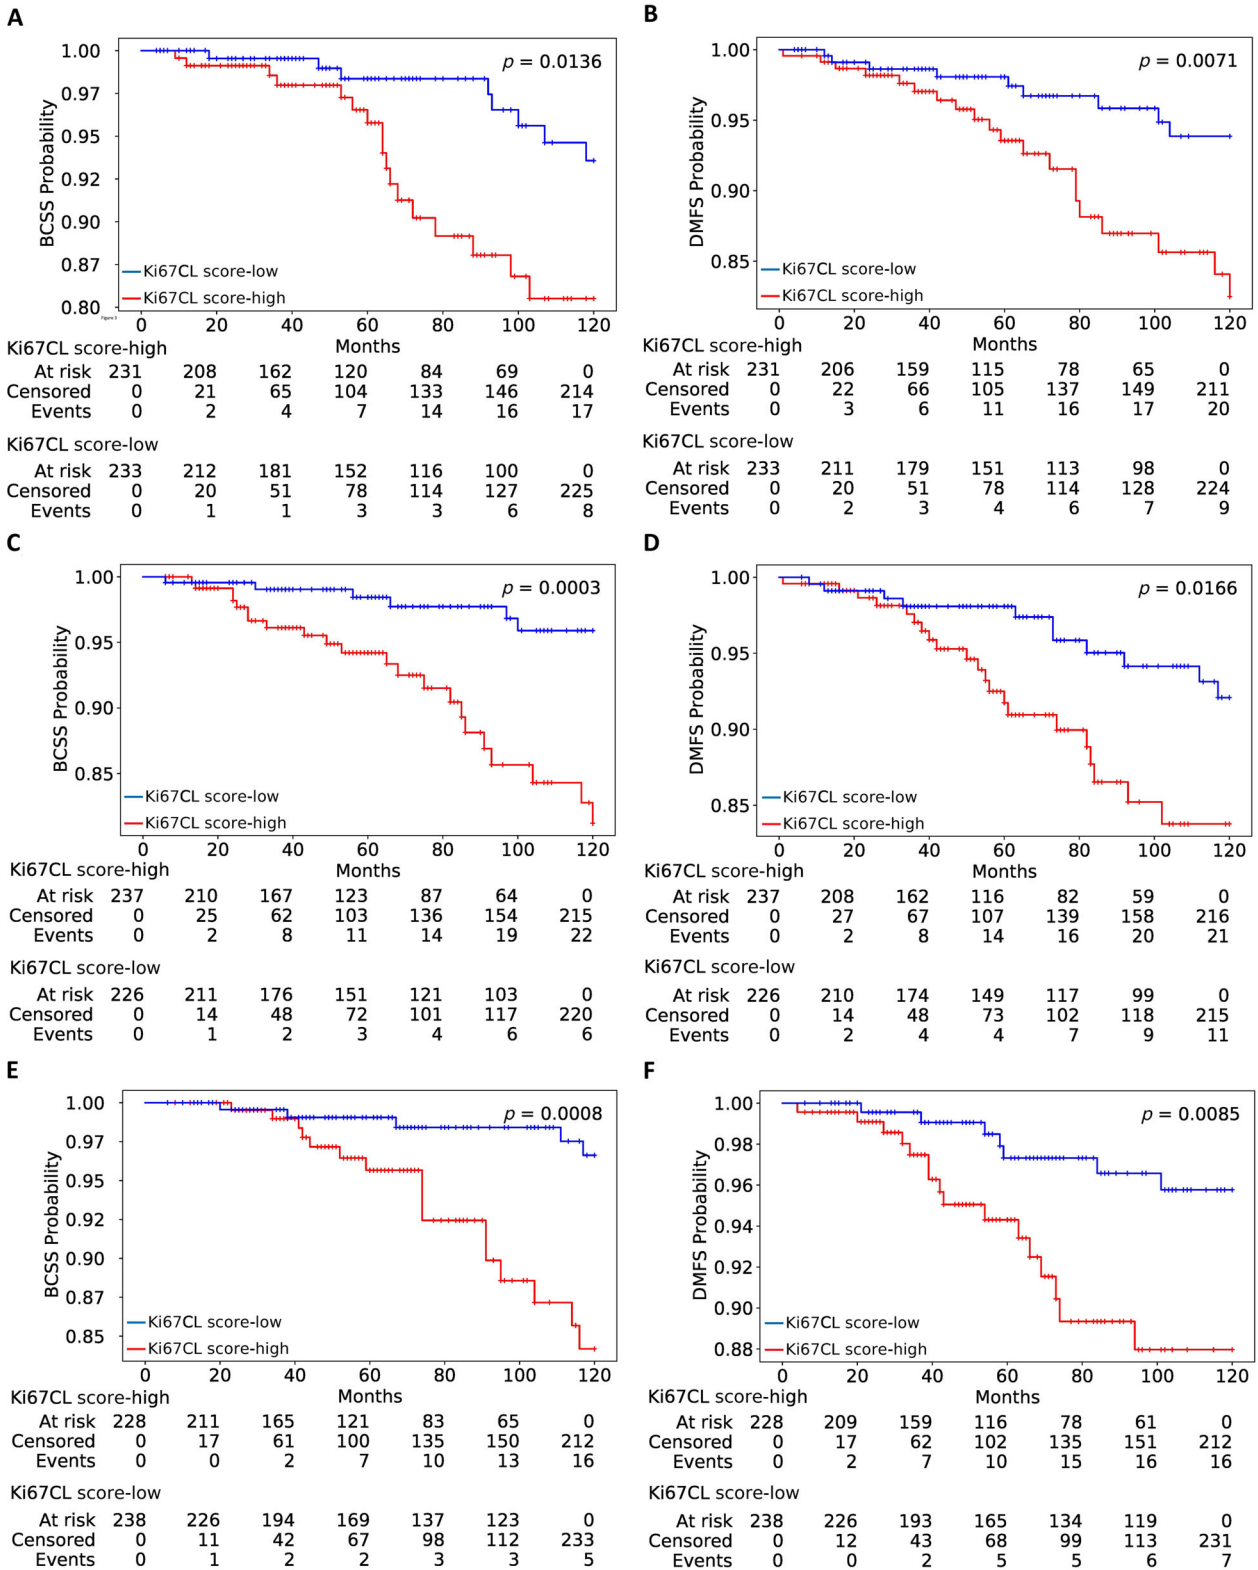 A
1.00
0.97
0.95
0.92
0.90
0.87
0.80
BCSS Probability
p = 0.0136
Ki67CL score-low
Ki67CL score-high
Figure 3
0 20 40 60 80 100 120
Months
Ki67CL score-high
At risk 231 208 162 120 84 69 0
Censored 0 21 65 104 133 146 214
Events 0 2 4 7 14 16 17
Ki67CL score-low
At risk 233 212 181 152 116 100 0
Censored 0 20 51 78 114 127 225
Events 0 1 1 3 3 6 8
B
1.00
0.95
0.90
0.85
DMFS Probability
p = 0.0071
Ki67CL score-low
Ki67CL score-high
0 20 40 60 80 100 120
Months
Ki67CL score-high
At risk 231 206 159 115 78 65 0
Censored 0 22 66 105 137 149 211
Events 0 3 6 11 16 17 20
Ki67CL score-low
At risk 233 211 179 151 113 98 0
Censored 0 20 51 78 114 128 224
Events 0 2 3 4 6 7 9
C
1.00
0.95
0.90
0.85
BCSS Probability
p = 0.0003
Ki67CL score-low
Ki67CL score-high
0 20 40 60 80 100 120
Months
Ki67CL score-high
At risk 237 210 167 123 87 64 0
Censored 0 25 62 103 136 154 215
Events 0 2 8 11 14 19 22
Ki67CL score-low
At risk 226 211 176 151 121 103 0
Censored 0 14 48 72 101 117 220
Events 0 1 2 3 4 6 6
D
1.00
0.95
0.90
0.85
DMFS Probability
p = 0.0166
Ki67CL score-low
Ki67CL score-high
0 20 40 60 80 100 120
Months
Ki67CL score-high
At risk 237 208 162 116 82 59 0
Censored 0 27 67 107 139 158 216
Events 0 2 8 14 16 20 21
Ki67CL score-low
At risk 226 210 174 149 117 99 0
Censored 0 14 48 73 102 118 215
Events 0 2 4 4 7 9 11
E
1.00
0.97
0.95
0.92
0.90
0.87
0.85
BCSS Probability
p = 0.0008
Ki67CL score-low
Ki67CL score-high
0 20 40 60 80 100 120
Months
Ki67CL score-high
At risk 228 211 165 121 83 65 0
Censored 0 17 61 100 135 150 212
Events 0 0 2 7 10 13 16
Ki67CL score-low
At risk 238 226 194 169 137 123 0
Censored 0 11 42 67 98 112 233
Events 0 1 2 2 3 3 5
F
1.00
0.98
0.96
0.94
0.92
0.90
0.88
DMFS Probability
p = 0.0085
Ki67CL score-low
Ki67CL score-high
0 20 40 60 80 100 120
Months
Ki67CL score-high
At risk 228 209 159 116 78 61 0
Censored 0 17 62 102 135 151 212
Events 0 2 7 10 15 16 16
Ki67CL score-low
At risk 238 226 193 165 134 119 0
Censored 0 12 43 68 99 113 231
Events 0 0 2 5 5 6 7